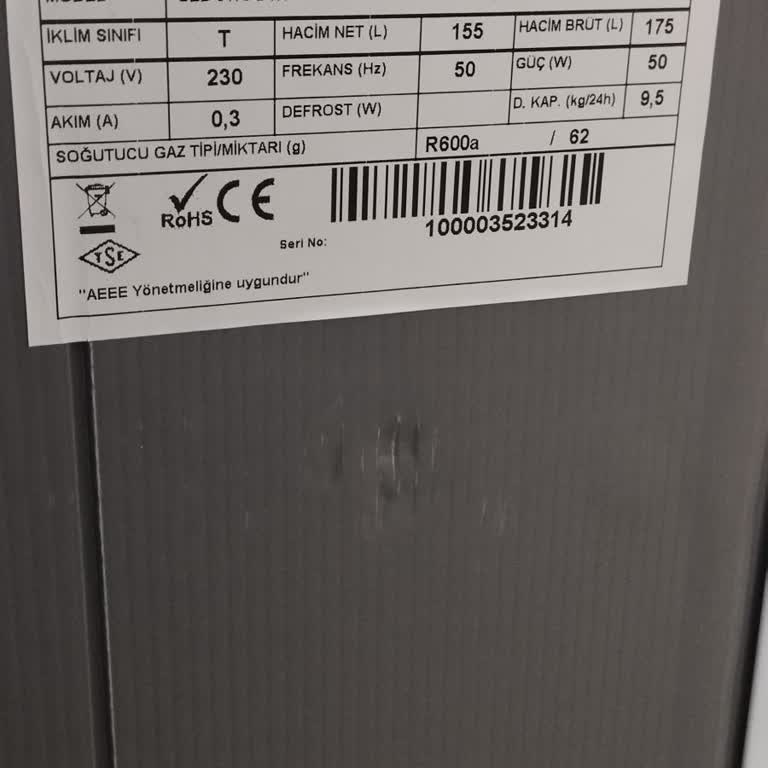 İKLİM SINIFI T HACİM NET (L) 155 HACİM BRÜT (L) 175
VOLTAJ (V) 230 FREKANS (Hz) 50 GÜÇ (W) 50
AKIM (A) 0,3 DEFROST (W) D. KAP. (kg/24h) 9,5
SOĞUTUCU GAZ TİPİ/MİKTARI (g) R600a / 62
RoHS CE
100003523314
Seri No:
TSE
"AEEE Yönetmeliğine uygundur"